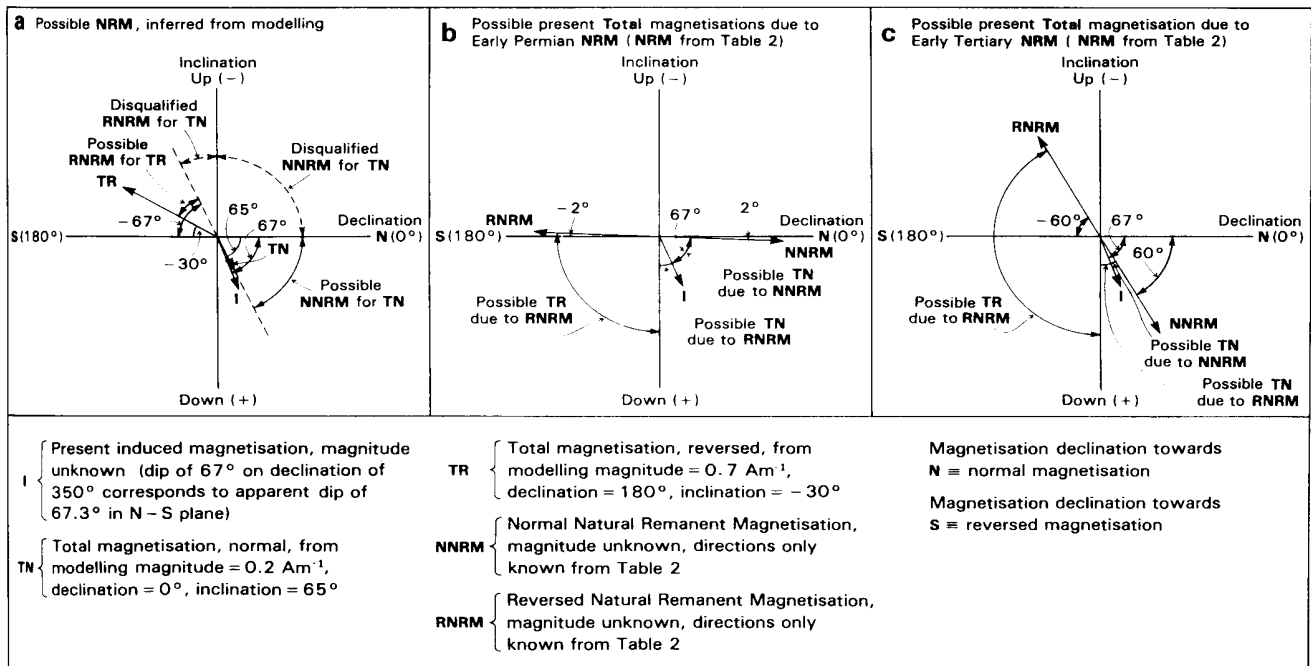 a Possible NRM, inferred from modelling
Inclination
Up (−)
Disqualified
RNRM for TN
Possible
RNRM for TR
Disqualified
NNRM for TN
TR
−67°
65°
67°
Declination
S(180°)
N(0°)
−30°
TN
I
Possible
NNRM for TN
Down (+)
b Possible present Total magnetisations due to
Early Permian NRM (NRM from Table 2)
Inclination
Up (−)
−2°
67°
2°
Declination
RNRM
S(180°)
N(0°)
NNRM
I
Possible TN
due to NNRM
Possible TR
due to RNRM
Possible TN
due to RNRM
Down (+)
c Possible present Total magnetisation due to
Early Tertiary NRM ( NRM from Table 2)
Inclination
Up (−)
RNRM
−60°
67°
Declination
S(180°)
N(0°)
60°
I
Possible TR
due to RNRM
NNRM
Possible TN
due to NNRM
Possible TN
due to RNRM
Down (+)
I Present induced magnetisation, magnitude
unknown (dip of 67° on declination of
350° corresponds to apparent dip of
67.3° in N – S plane)
TN Total magnetisation, normal, from
modelling magnitude = 0.2 Am⁻¹,
declination = 0°, inclination = 65°
TR Total magnetisation, reversed, from
modelling magnitude = 0.7 Am⁻¹,
declination = 180°, inclination = −30°
NNRM Normal Natural Remanent Magnetisation,
magnitude unknown, directions only
known from Table 2
RNRM Reversed Natural Remanent Magnetisation,
magnitude unknown, directions only
known from Table 2
Magnetisation declination towards
N ≡ normal magnetisation
Magnetisation declination towards
S ≡ reversed magnetisation